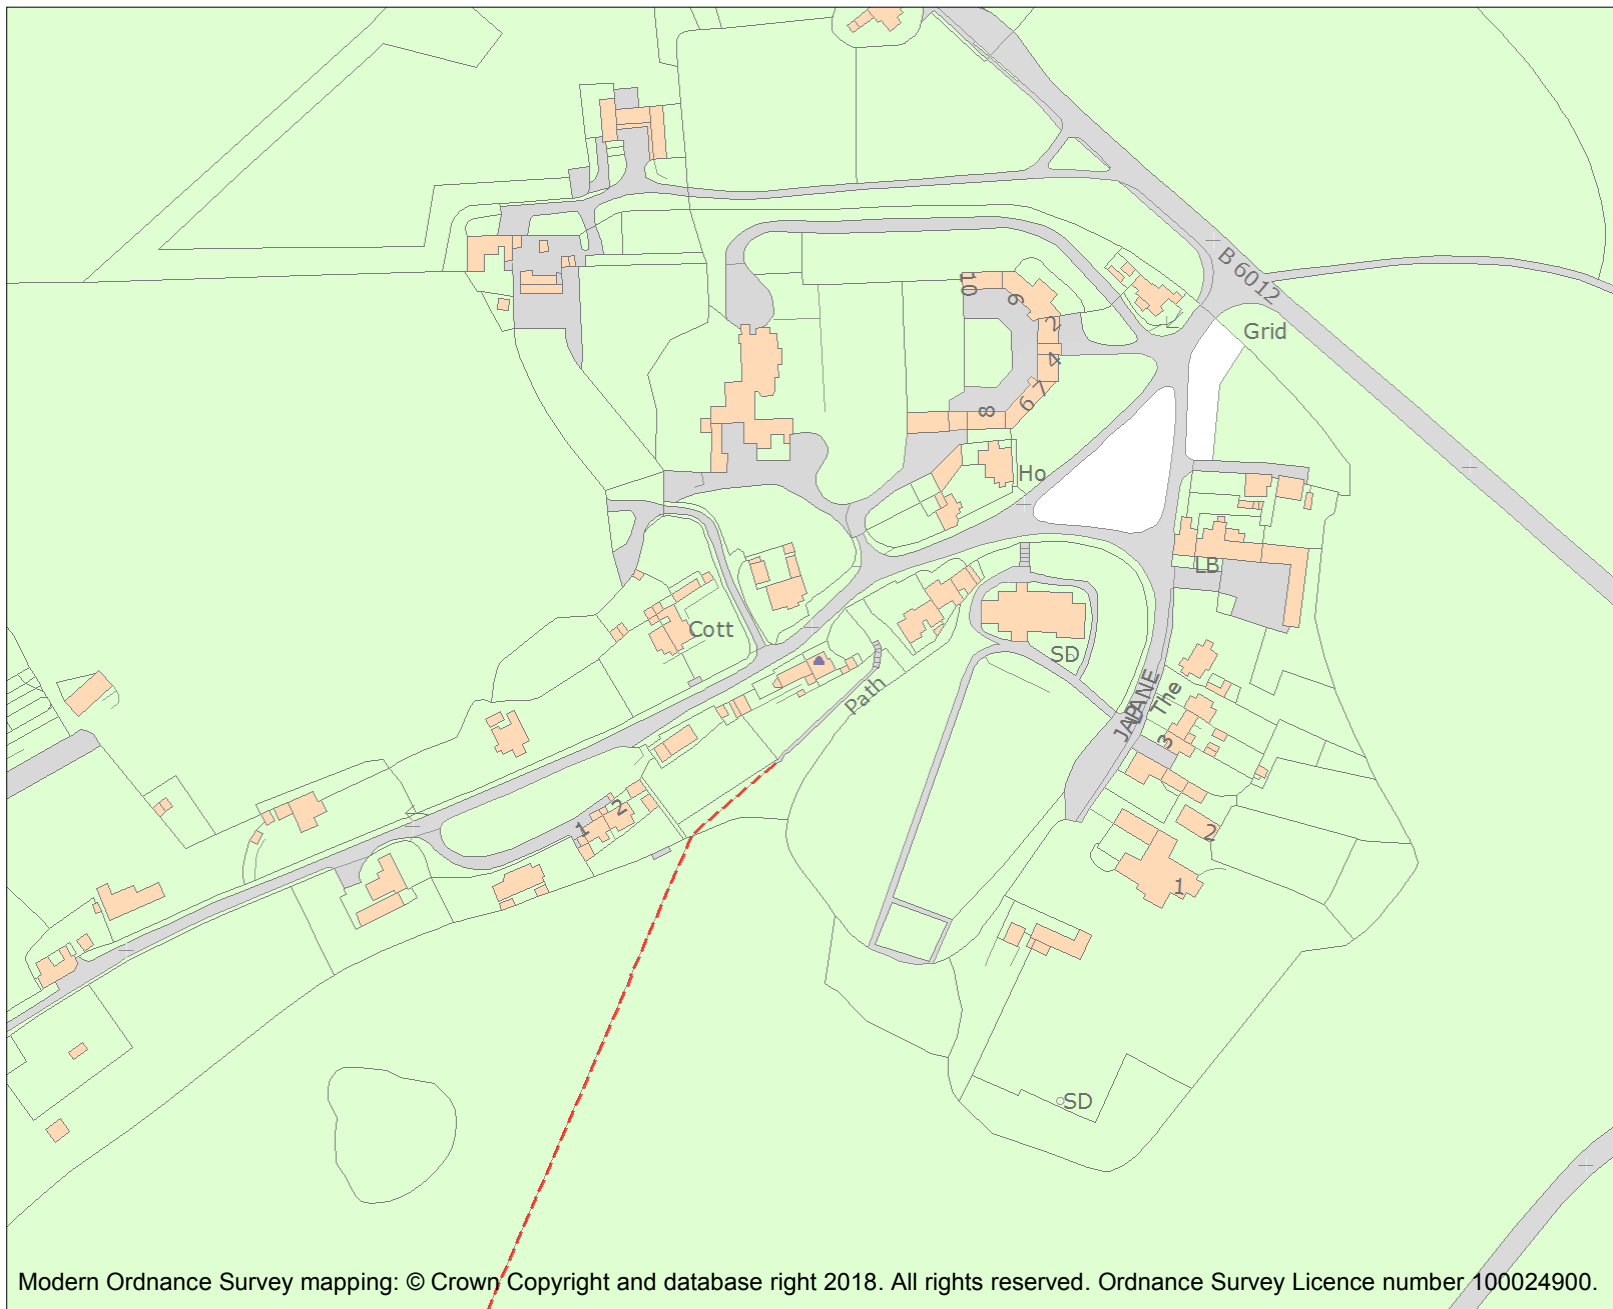 B 6012
Grid
10
9
2
4
7
6
8
Ho
LB
Cott
SD
Path
JAP LANE
The
3
2
1
2
1
SD
Modern Ordnance Survey mapping: © Crown Copyright and database right 2018. All rights reserved. Ordnance Survey Licence number 100024900.